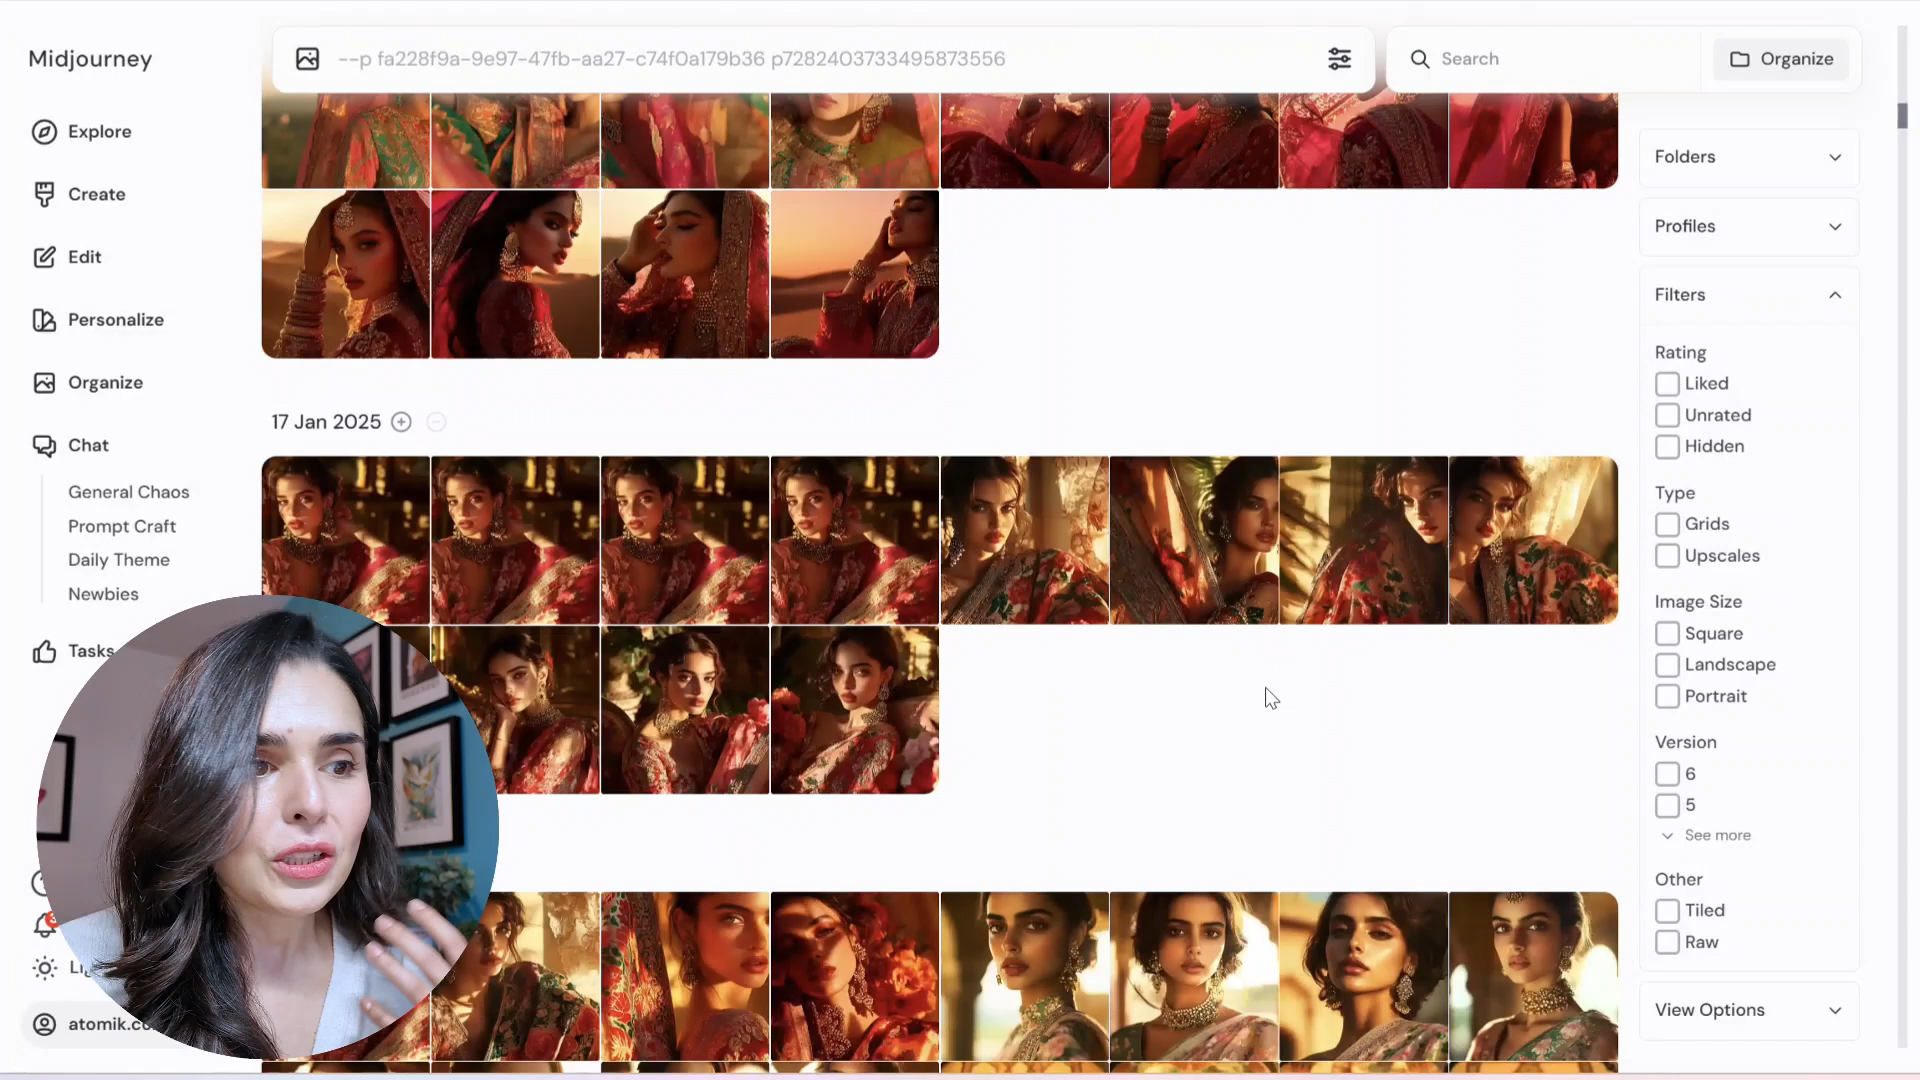 Midjourney
--p fa228f9a-9e97-47fb-aa27-c74f0a179b36 p7282403733495873556
Search
Organize
Explore
Create
Edit
Personalize
Organize
Chat
General Chaos
Prompt Craft
Daily Theme
Newbies
Tasks
atomik.co
17 Jan 2025
Folders
Profiles
Filters
Rating
Liked
Unrated
Hidden
Type
Grids
Upscales
Image Size
Square
Landscape
Portrait
Version
6
5
See more
Other
Tiled
Raw
View Options